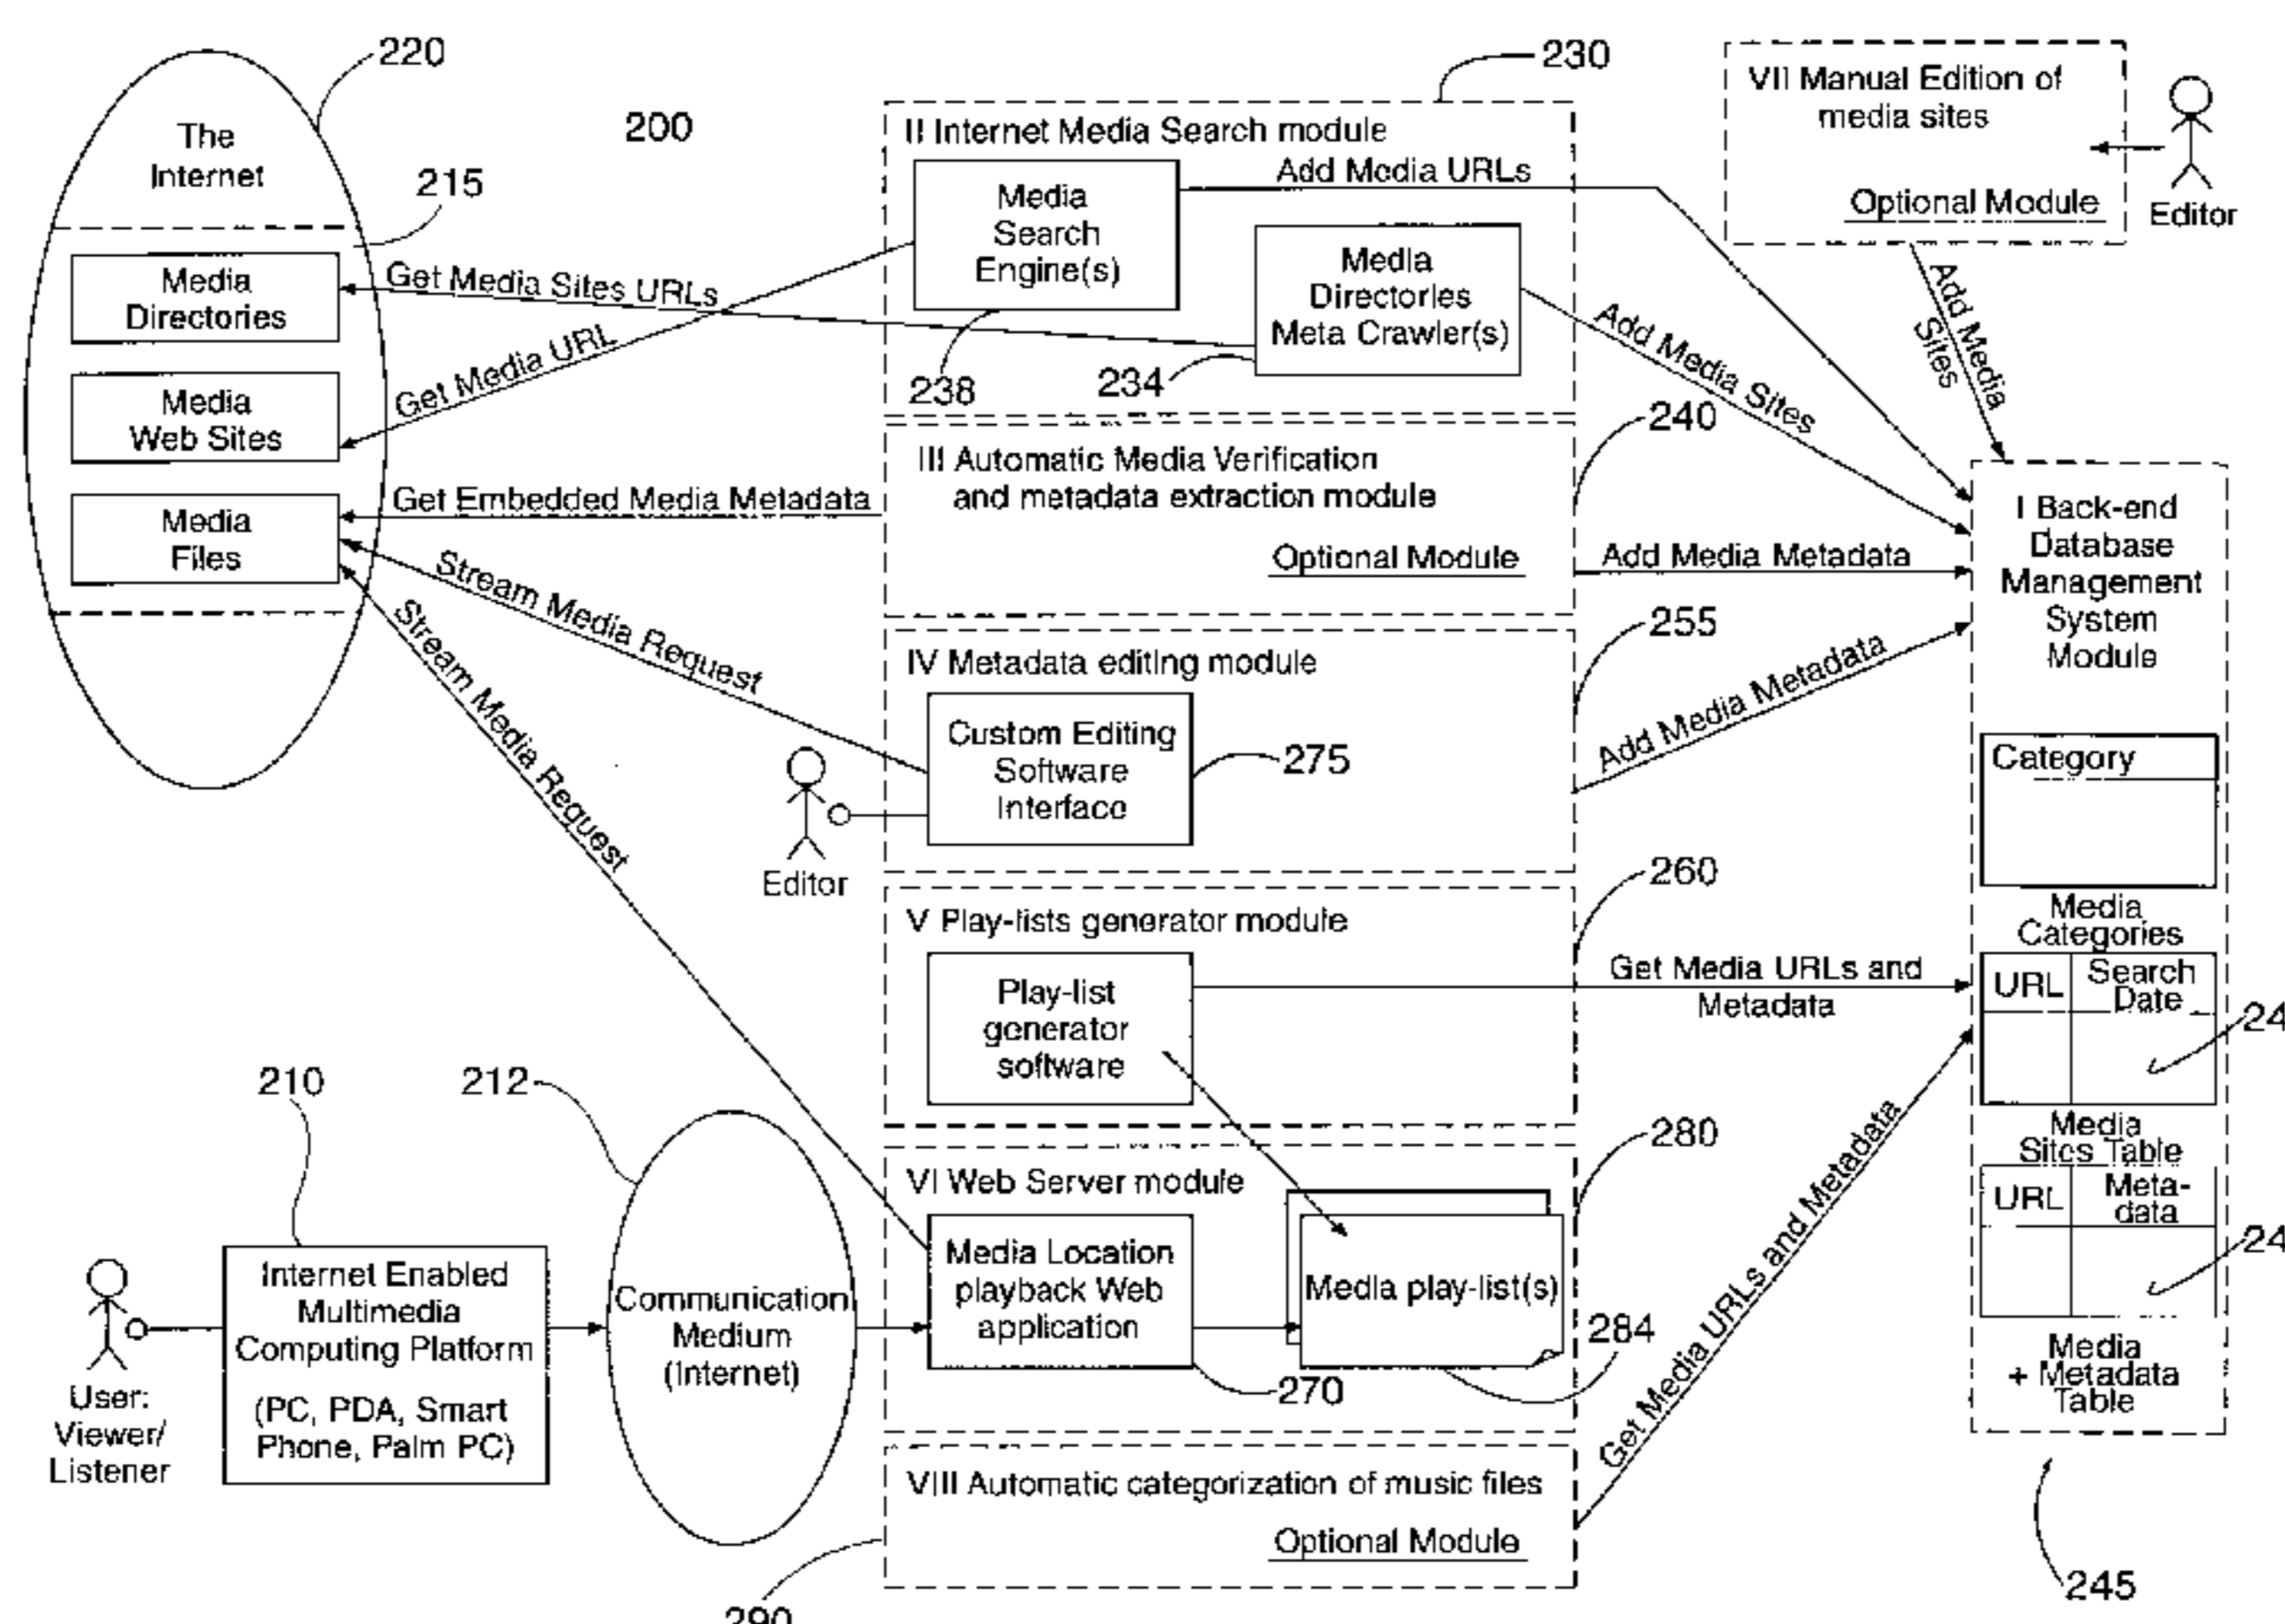 220
The
Internet
215
Media
Directories
Media
Web Sites
Media
Files
200
Get Media Sites URLs
Get Media URL
Get Embedded Media Metadata
Stream Media Request
Stream Media Request
230
II Internet Media Search module
Media
Search
Engine(s)
238
Add Media URLs
Media
Directories
Meta Crawler(s)
234
Add Media Sites
VII Manual Edition of
media sites
Optional Module
Editor
Add Media
Sites
240
III Automatic Media Verification
and metadata extraction module
Optional Module
Add Media Metadata
255
IV Metadata editing module
Custom Editing
Software
Interface
275
Editor
Add Media Metadata
260
V Play-lists generator module
Play-list
generator
software
Get Media URLs and
Metadata
280
VI Web Server module
Media Location
playback Web
application
270
Media play-list(s)
284
VIII Automatic categorization of music files
Optional Module
290
Get Media URLs and Metadata
210
212
Internet Enabled
Multimedia
Computing Platform
(PC, PDA, Smart
Phone, Palm PC)
User:
Viewer/
Listener
Communication
Medium
(Internet)
I Back-end
Database
Management
System
Module
Category
Media
Categories
URL
Search
Date
Media
Sites Table
URL
Meta-
data
Media
+ Metadata
Table
245